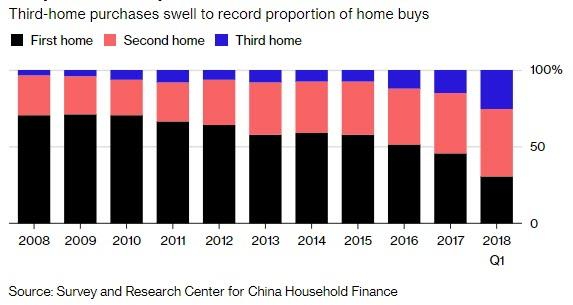 Third-home purchases swell to record proportion of home buys
First home Second home Third home
100%
50
0
2008 2009 2010 2011 2012 2013 2014 2015 2016 2017 2018
Q1
Source: Survey and Research Center for China Household Finance